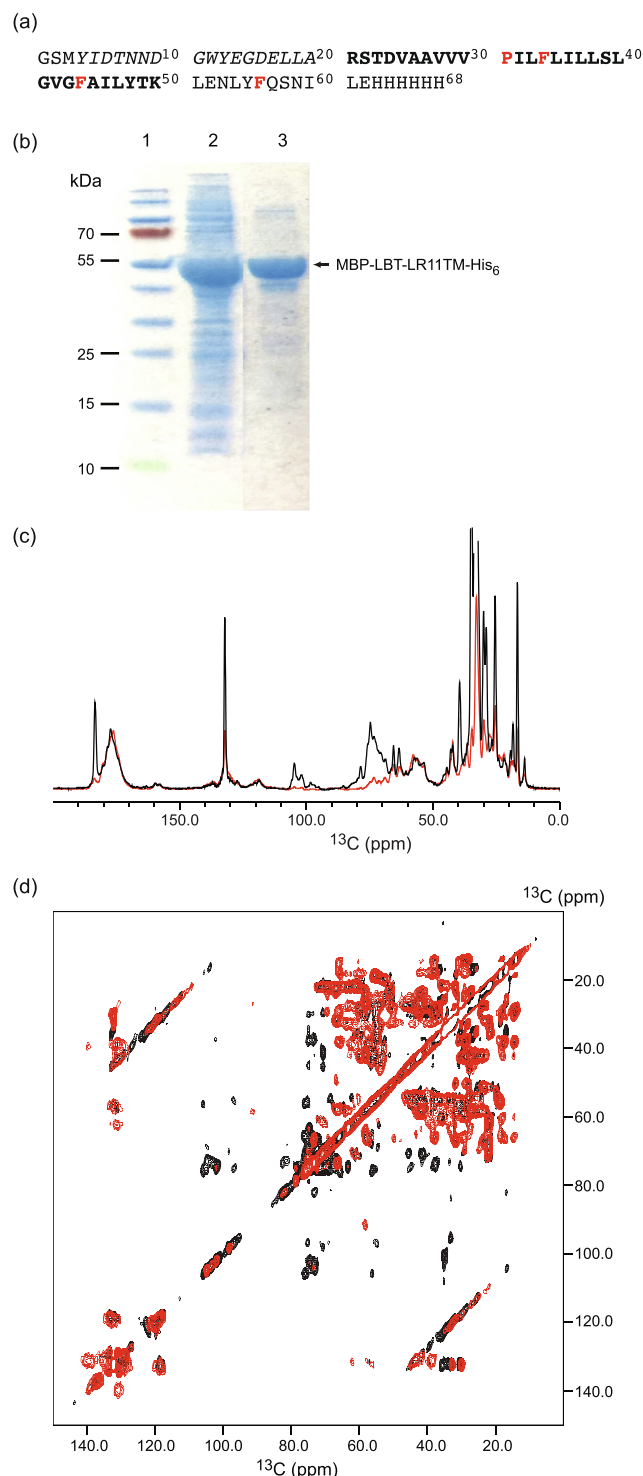 (a)
GSMYIDTNND10 GWYEGDELLA20 RSTDVAAVVV30 PILFLILLSL40
GVGFAILYTK50 LENLYFQSNI60 LEHHHHHH68
(b)
1 2 3
kDa
70
55
MBP-LBT-LR11TM-His6
25
15
10
(c)
150.0 100.0 50.0 0.0
13C (ppm)
(d)
13C (ppm)
20.0
40.0
60.0
80.0
100.0
120.0
140.0
140.0 120.0 100.0 80.0 60.0 40.0 20.0
13C (ppm)